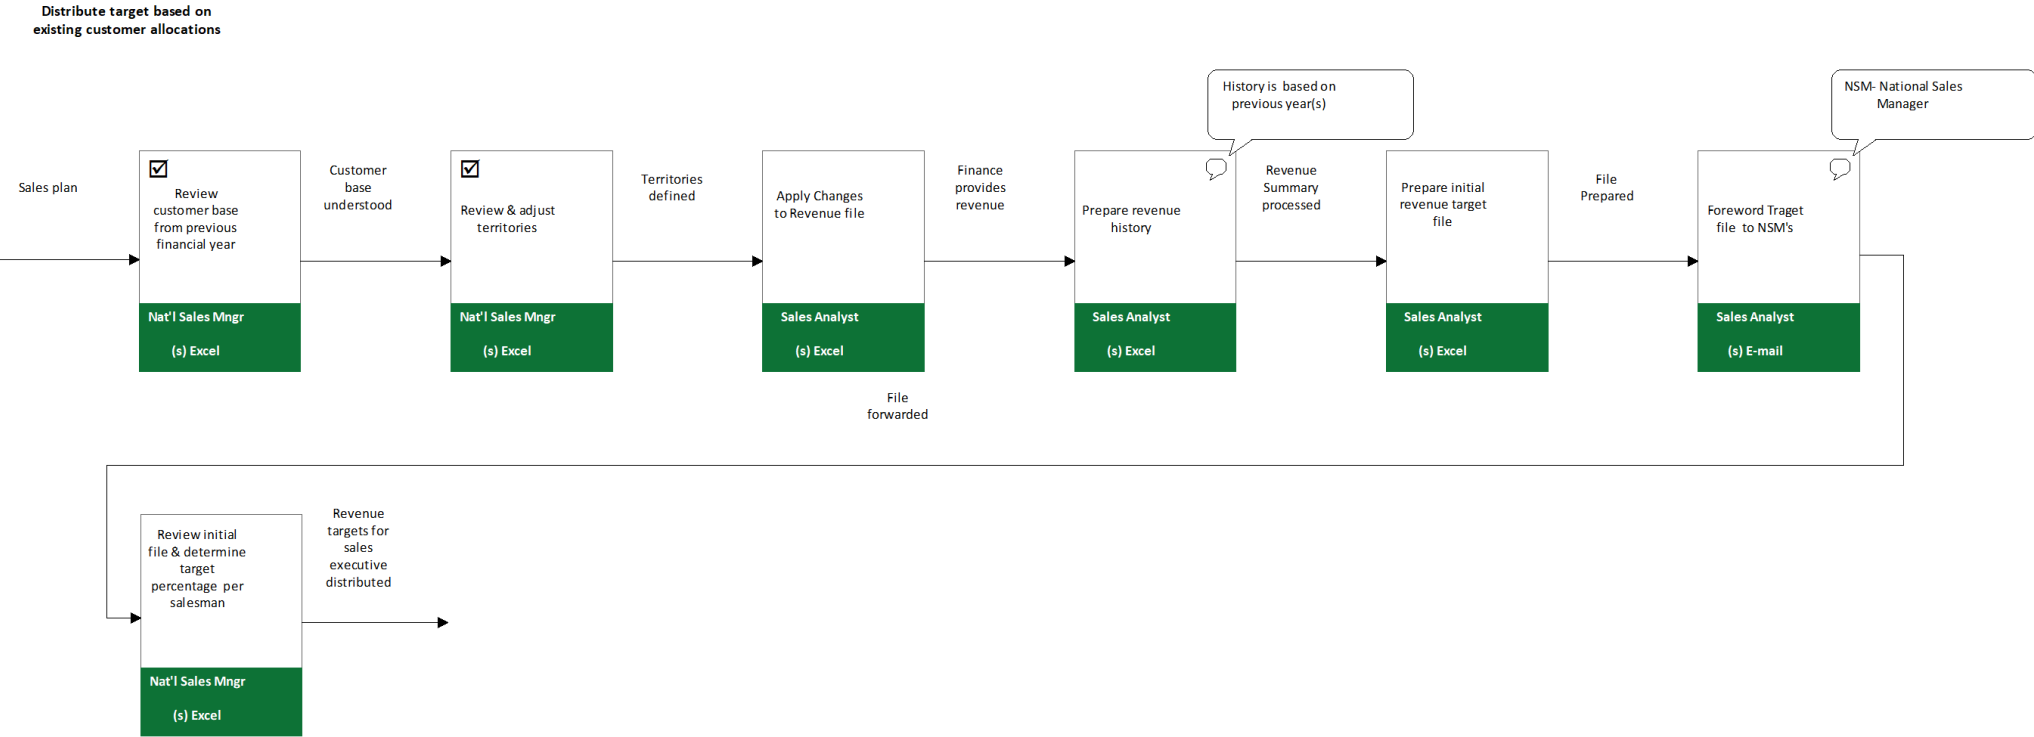 Distribute target based on
existing customer allocations
History is  based on
previous year(s)
NSM- National Sales
Manager
Sales plan
Review
customer base
from previous
financial year
Nat'l Sales Mngr
(s) Excel
Customer
base
understood
Review & adjust
territories
Nat'l Sales Mngr
(s) Excel
Territories
defined
Apply Changes
to Revenue file
Sales Analyst
(s) Excel
Finance
provides
revenue
Prepare revenue
history
Sales Analyst
(s) Excel
Revenue
Summary
processed
Prepare initial
revenue target
file
Sales Analyst
(s) Excel
File
Prepared
Foreword Traget
file  to NSM's
Sales Analyst
(s) E-mail
File
forwarded
Review initial
file & determine
target
percentage  per
salesman
Nat'l Sales Mngr
(s) Excel
Revenue
targets for
sales
executive
distributed